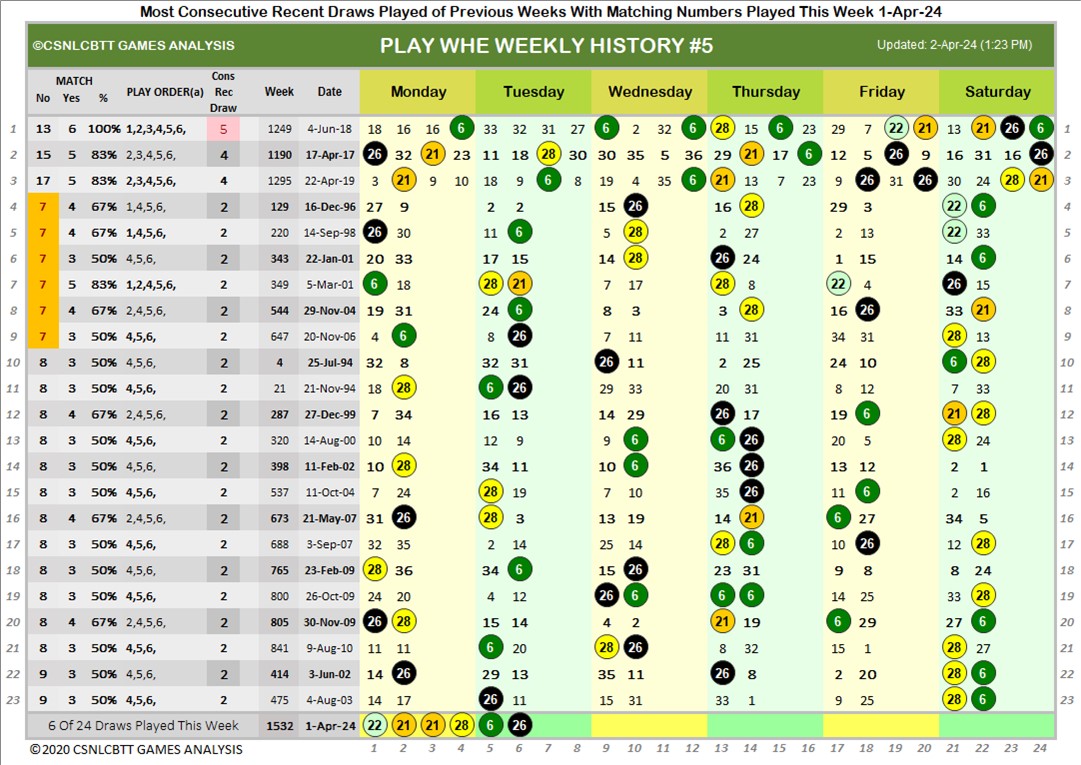 Most Consecutive Recent Draws Played of Previous Weeks With Matching Numbers Played This Week 1-Apr-24
©CSNLCBTT GAMES ANALYSIS PLAY WHE WEEKLY HISTORY #5 Updated: 2-Apr-24 (1:23 PM)
No MATCH Yes % PLAY ORDER(a) Cons Rec Draw Week Date Monday Tuesday Wednesday Thursday Friday Saturday
1 13 6 100% 1,2,3,4,5,6, 5 1249 4-Jun-18 18 16 16 6 33 32 31 27 6 2 32 12 28 15 6 23 29 7 22 21 13 21 23 6 1
2 15 5 83% 2,3,4,5,6, 4 1190 17-Apr-17 26 32 21 23 11 18 28 30 30 35 5 36 29 21 17 6 12 5 26 9 16 31 16 26 2
3 17 5 83% 2,3,4,5,6, 4 1295 22-Apr-19 3 21 9 10 18 9 6 8 19 4 35 6 21 13 7 23 9 26 31 26 30 24 28 21 3
4 7 4 67% 1,4,5,6, 2 129 16-Dec-96 27 9 2 2 15 26 16 28 29 3 22 6 4
5 7 4 67% 1,4,5,6, 2 220 14-Sep-98 26 30 11 6 5 28 2 27 2 13 22 33 5
6 7 3 50% 4,5,6, 2 343 22-Jan-01 20 33 17 15 14 28 26 24 1 15 14 6 6
7 7 5 83% 1,2,4,5,6, 2 349 5-Mar-01 6 18 28 21 7 17 28 8 22 4 26 15 7
8 7 4 67% 2,4,5,6, 2 544 29-Nov-04 19 31 24 6 8 3 3 28 16 26 33 21 8
9 7 3 50% 4,5,6, 2 647 20-Nov-06 4 6 8 26 7 11 11 31 34 31 28 13 9
10 8 3 50% 4,5,6, 2 4 25-Jul-94 32 8 32 31 26 11 2 25 24 10 6 28 10
11 8 3 50% 4,5,6, 2 21 21-Nov-94 18 28 6 26 29 33 20 31 8 12 7 33 11
12 8 4 67% 2,4,5,6, 2 287 27-Dec-99 7 34 16 13 14 29 26 17 19 6 21 28 12
13 8 3 50% 4,5,6, 2 320 14-Aug-00 10 14 12 9 9 6 6 26 20 5 28 24 13
14 8 3 50% 4,5,6, 2 398 11-Feb-02 10 28 34 11 10 6 36 26 13 12 2 1 14
15 8 3 50% 4,5,6, 2 537 11-Oct-04 7 24 28 19 7 10 35 26 11 6 2 16 15
16 8 4 67% 2,4,5,6, 2 673 21-May-07 31 26 28 3 13 19 14 21 6 27 34 5 16
17 8 3 50% 4,5,6, 2 688 3-Sep-07 32 35 2 14 25 14 28 6 10 26 12 28 17
18 8 3 50% 4,5,6, 2 765 23-Feb-09 28 36 34 6 15 26 23 31 9 8 8 24 18
19 8 3 50% 4,5,6, 2 800 26-Oct-09 24 20 4 12 26 6 6 6 14 25 33 28 19
20 8 4 67% 2,4,5,6, 2 805 30-Nov-09 26 28 15 14 4 2 21 19 6 29 27 6 20
21 8 3 50% 4,5,6, 2 841 9-Aug-10 11 11 6 20 28 26 8 32 15 1 28 27 21
22 9 3 50% 4,5,6, 2 414 3-Jun-02 14 26 29 13 35 11 26 8 2 20 28 6 22
23 9 3 50% 4,5,6, 2 475 4-Aug-03 14 17 26 11 15 31 33 1 9 25 28 6 23
6 Of 24 Draws Played This Week 1532 1-Apr-24 22 21 21 28 6 26
© 2020 CSNLCBTT GAMES ANALYSIS 1 2 3 4 5 6 7 8 9 10 11 12 13 14 15 16 17 18 19 20 21 22 23 24